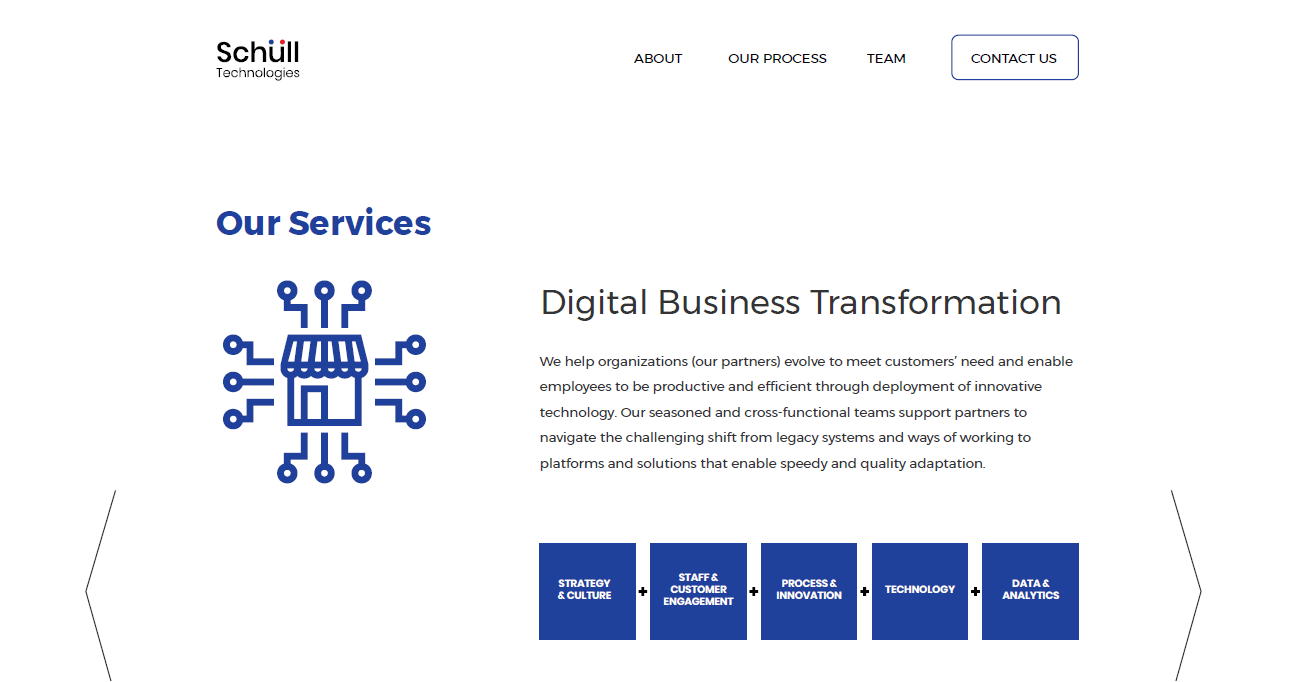 Schüll
Technologies
ABOUT
OUR PROCESS
TEAM
CONTACT US
Our Services
Digital Business Transformation
We help organizations (our partners) evolve to meet customers' need and enable
employees to be productive and efficient through deployment of innovative
technology. Our seasoned and cross-functional teams support partners to
navigate the challenging shift from legacy systems and ways of working to
platforms and solutions that enable speedy and quality adaptation.
STRATEGY
& CULTURE
+
STAFF &
CUSTOMER
ENGAGEMENT
+
PROCESS &
INNOVATION
+
TECHNOLOGY
+
DATA &
ANALYTICS